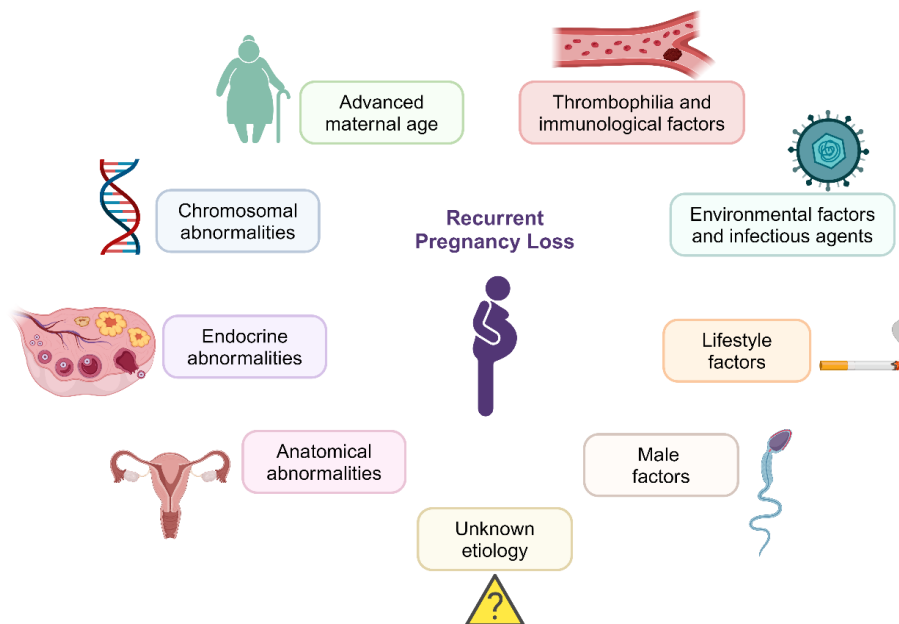 Advanced
maternal age
Thrombophilia and
immunological factors
Chromosomal
abnormalities
Recurrent
Pregnancy Loss
Environmental factors
and infectious agents
Endocrine
abnormalities
Lifestyle
factors
Anatomical
abnormalities
Male
factors
Unknown
etiology
?